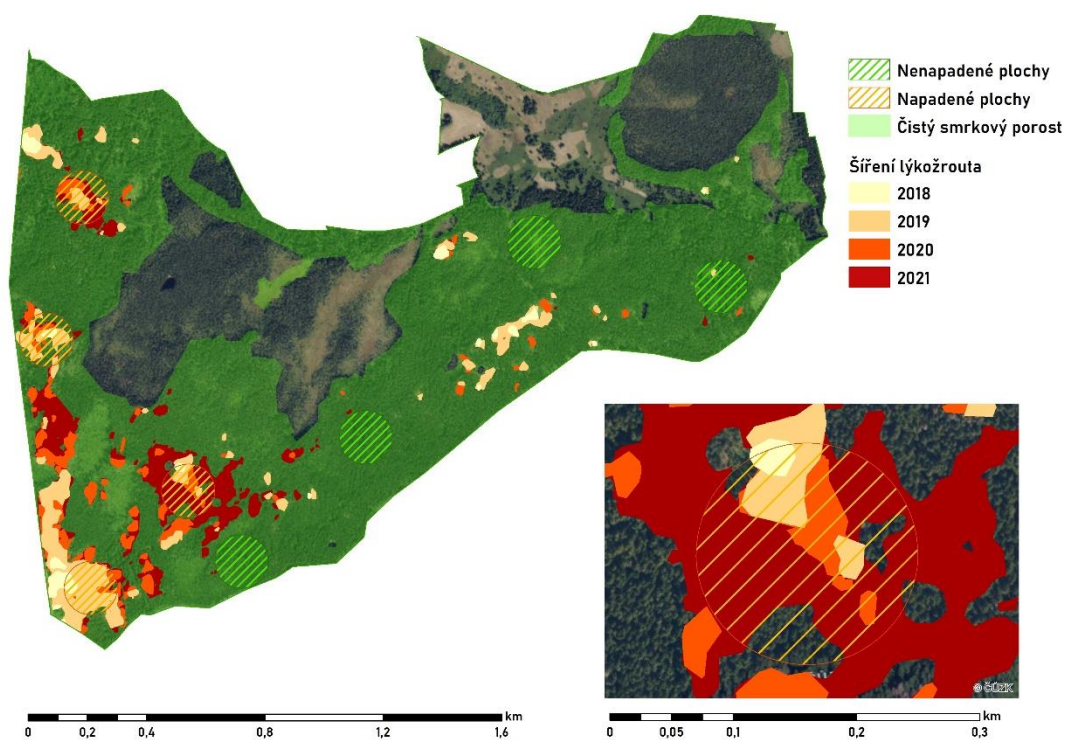 Nenapadené plochy
Napadené plochy
Čistý smrkový porost
Šíření lýkožrouta
2018
2019
2020
2021
© ČÚZK
km
0 0,2 0,4 0,8 1,2 1,6
km
0 0,05 0,1 0,2 0,3